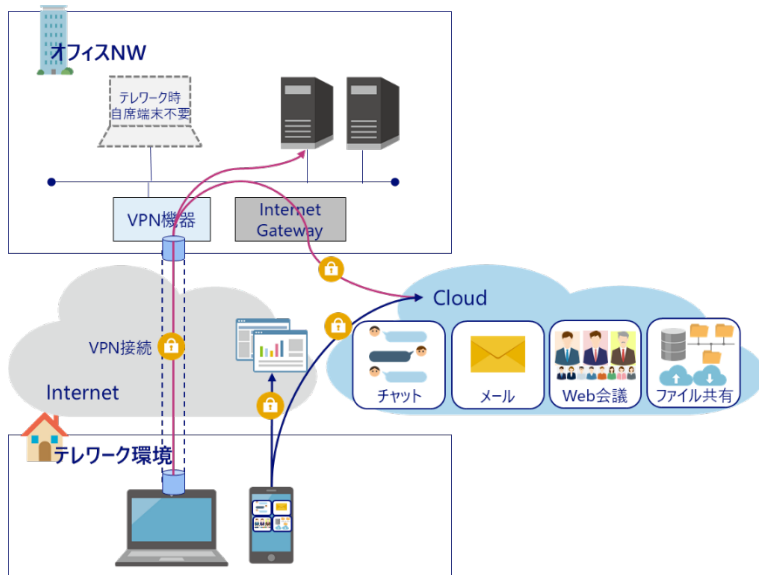 オフィスNW
テレワーク時
自席端末不要
VPN機器
Internet
Gateway
Cloud
VPN接続
Internet
チャット
メール
Web会議
ファイル共有
テレワーク環境